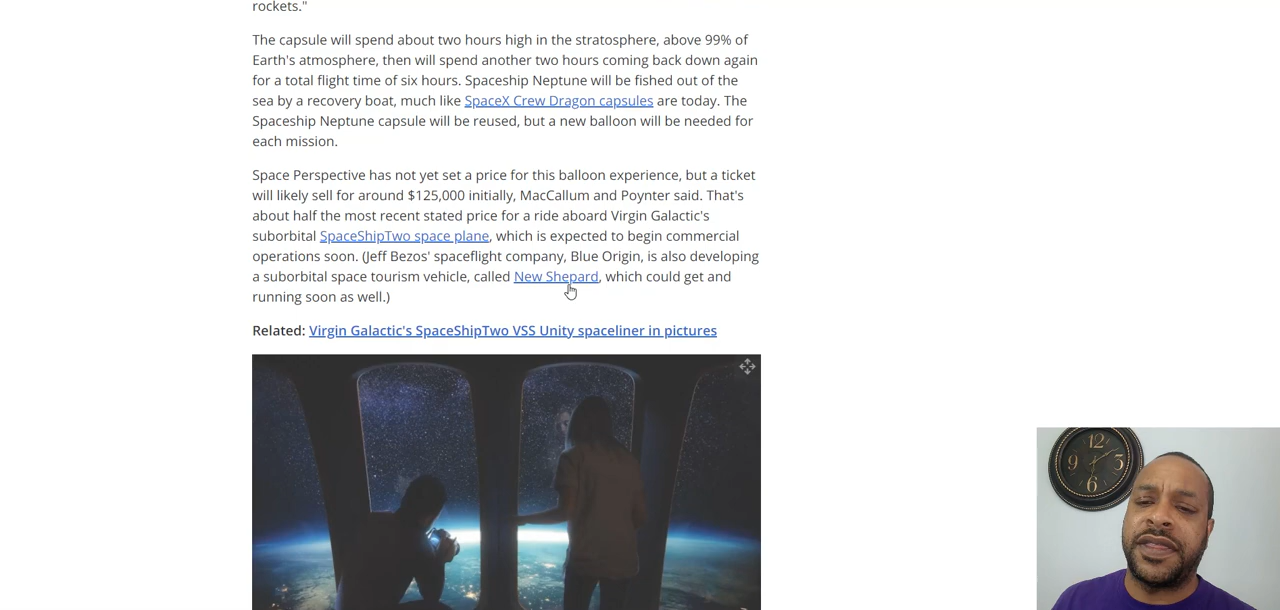 rockets."
The capsule will spend about two hours high in the stratosphere, above 99% of
Earth's atmosphere, then will spend another two hours coming back down again
for a total flight time of six hours. Spaceship Neptune will be fished out of the
sea by a recovery boat, much like SpaceX Crew Dragon capsules are today. The
Spaceship Neptune capsule will be reused, but a new balloon will be needed for
each mission.
Space Perspective has not yet set a price for this balloon experience, but a ticket
will likely sell for around $125,000 initially, MacCallum and Poynter said. That's
about half the most recent stated price for a ride aboard Virgin Galactic's
suborbital SpaceShipTwo space plane, which is expected to begin commercial
operations soon. (Jeff Bezos' spaceflight company, Blue Origin, is also developing
a suborbital space tourism vehicle, called New Shepard, which could get and
running soon as well.)
Related: Virgin Galactic's SpaceShipTwo VSS Unity spaceliner in pictures
12
9 3
6